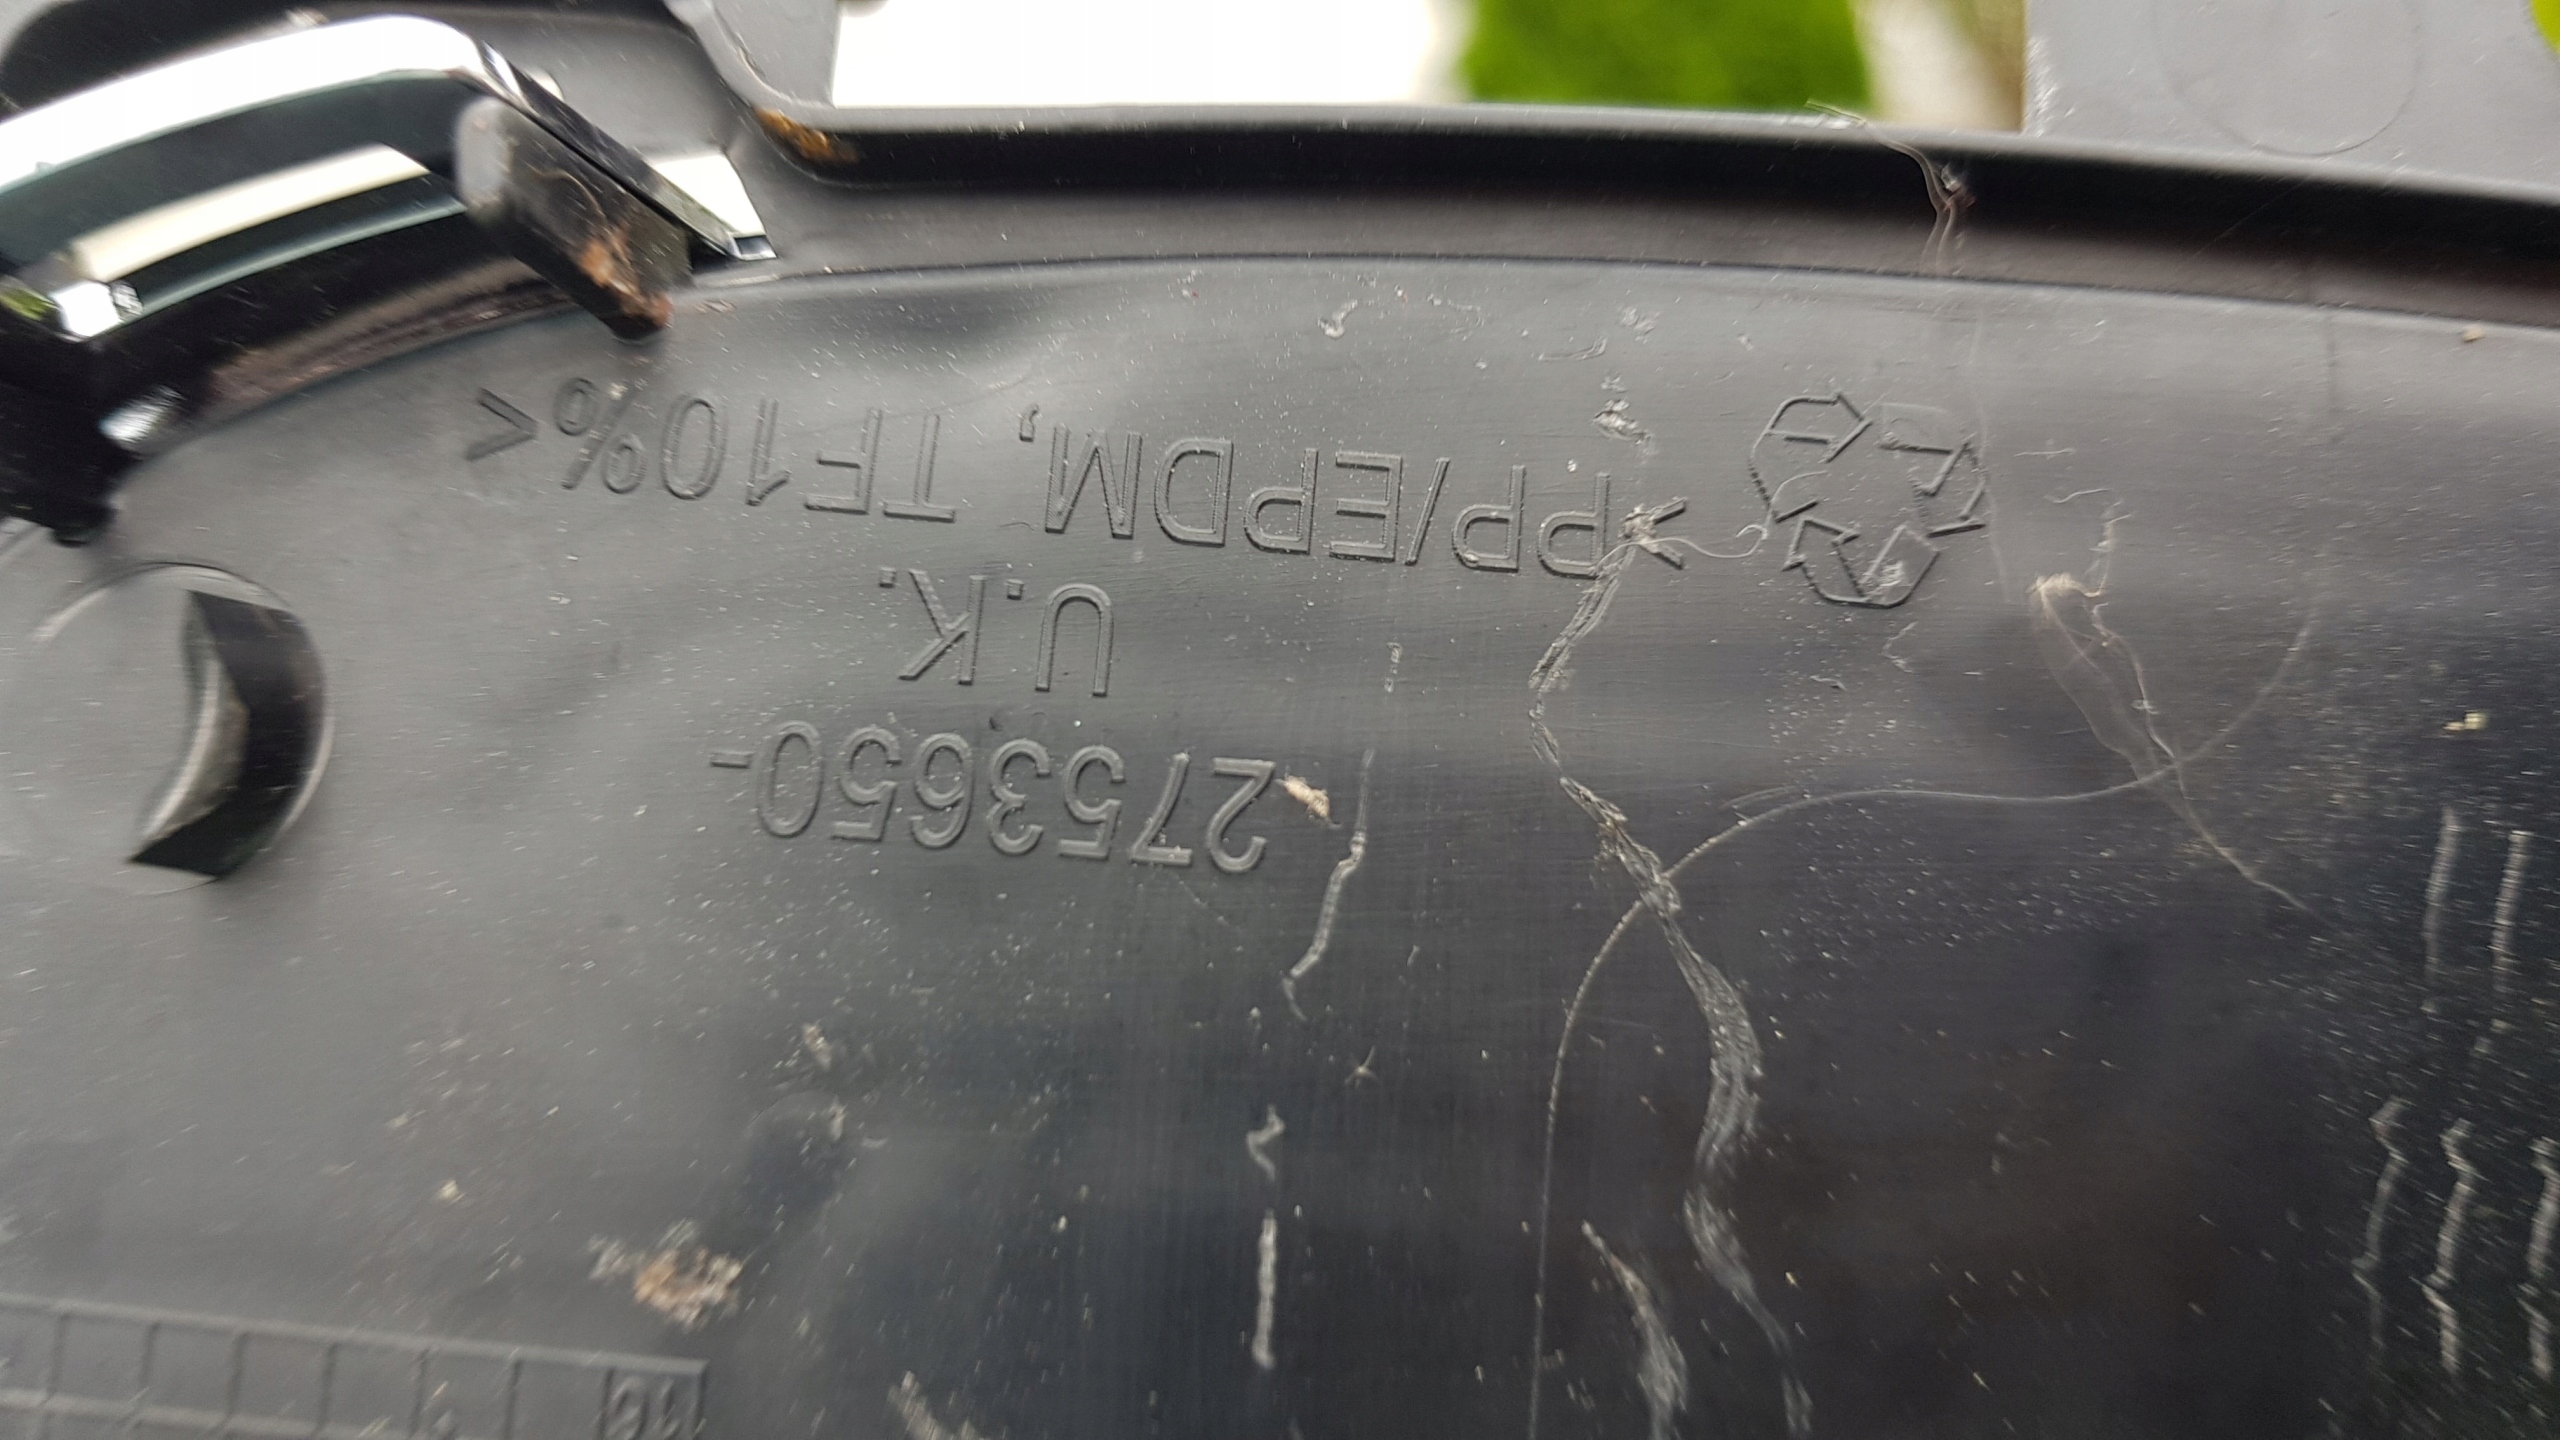 2753650-
U.K.
>PP/EPDM, TF10%<